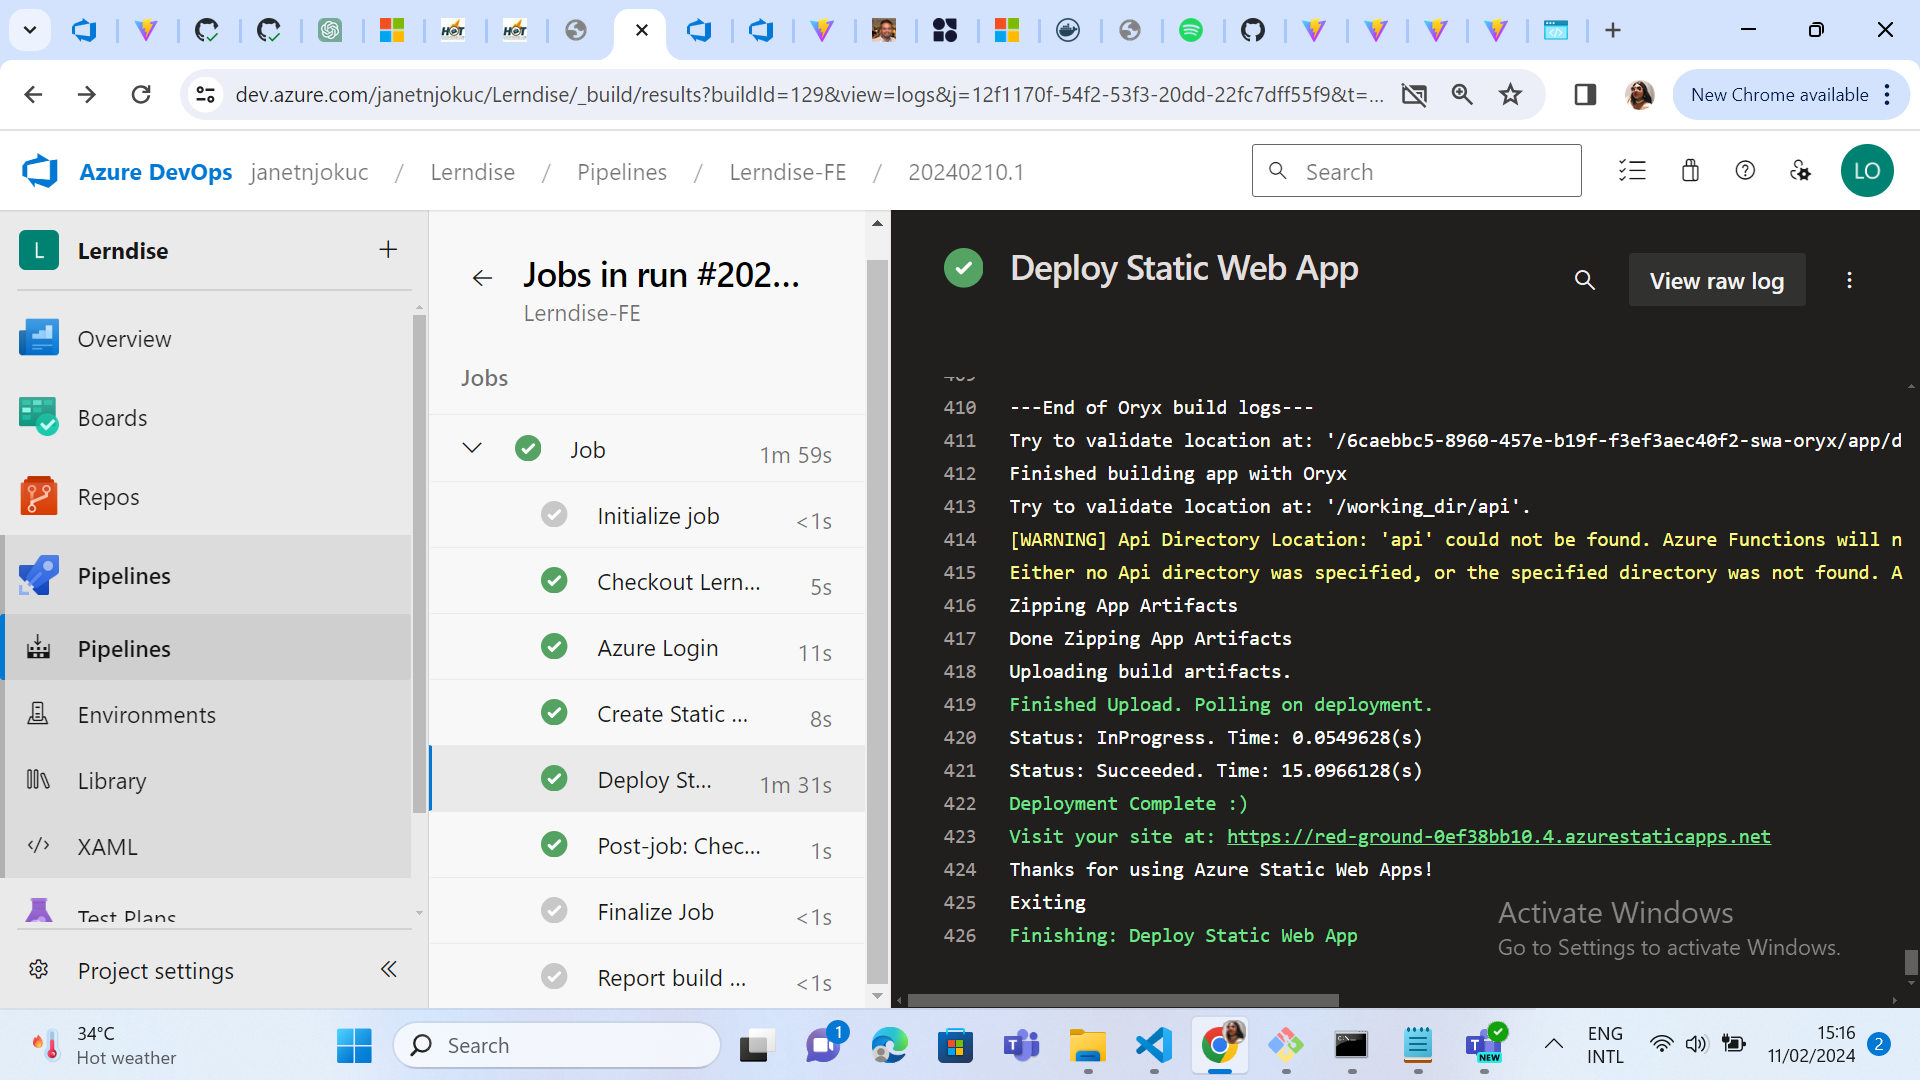 dev.azure.com/janetnjokuc/Lerndise/_build/results?buildId=129&view=logs&j=12f1170f-54f2-53f3-20dd-22fc7dff55f9&t=...
New Chrome available
Azure DevOps janetnjokuc / Lerndise / Pipelines / Lerndise-FE / 20240210.1
Search
LO
L Lerndise
Overview
Boards
Repos
Pipelines
Pipelines
Environments
Library
XAML
Test Plans
Project settings
Jobs in run #202...
Lerndise-FE
Jobs
Job 1m 59s
Initialize job <1s
Checkout Lern... 5s
Azure Login 11s
Create Static ... 8s
Deploy St... 1m 31s
Post-job: Chec... 1s
Finalize Job <1s
Report build ... <1s
Deploy Static Web App
View raw log
409
410 ---End of Oryx build logs---
411 Try to validate location at: '/6caebbc5-8960-457e-b19f-f3ef3aec40f2-swa-oryx/app/d
412 Finished building app with Oryx
413 Try to validate location at: '/working_dir/api'.
414 [WARNING] Api Directory Location: 'api' could not be found. Azure Functions will n
415 Either no Api directory was specified, or the specified directory was not found. A
416 Zipping App Artifacts
417 Done Zipping App Artifacts
418 Uploading build artifacts.
419 Finished Upload. Polling on deployment.
420 Status: InProgress. Time: 0.0549628(s)
421 Status: Succeeded. Time: 15.0966128(s)
422 Deployment Complete :)
423 Visit your site at: https://red-ground-0ef38bb10.4.azurestaticapps.net
424 Thanks for using Azure Static Web Apps!
425 Exiting
426 Finishing: Deploy Static Web App
Activate Windows
Go to Settings to activate Windows.
34°C
Hot weather
Search
1
NEW
ENG
INTL
15:16
11/02/2024
2